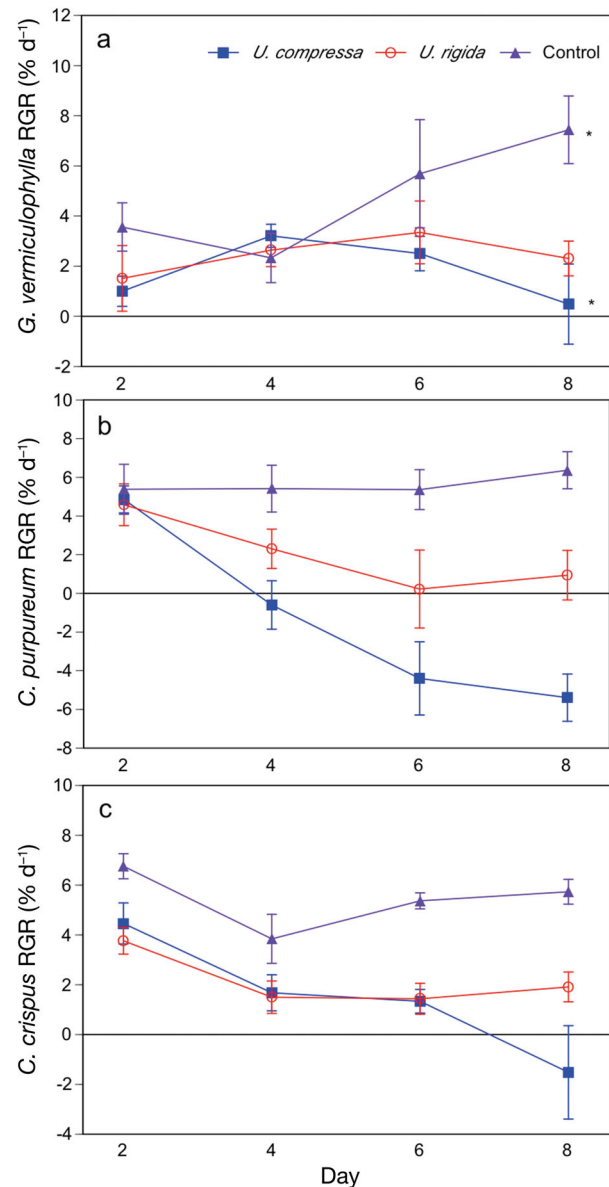 a
U. compressa U. rigida Control
G. vermiculophylla RGR (% d⁻¹)
12
10
8
6
4
2
0
-2
*
*
2 4 6 8
b
C. purpureum RGR (% d⁻¹)
10
8
6
4
2
0
-2
-4
-6
-8
2 4 6 8
c
C. crispus RGR (% d⁻¹)
10
8
6
4
2
0
-2
-4
2 4 6 8
Day